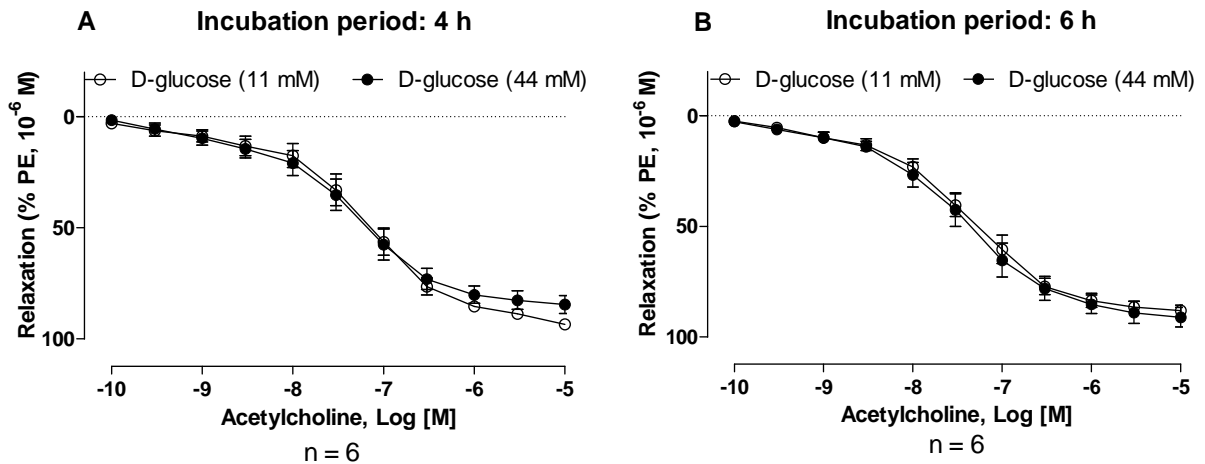 A
Incubation period: 4 h
D-glucose (11 mM) D-glucose (44 mM)
Relaxation (% PE, 10⁻⁶ M)
0
50
100
-10 -9 -8 -7 -6 -5
Acetylcholine, Log [M]
n = 6
B
Incubation period: 6 h
D-glucose (11 mM) D-glucose (44 mM)
Relaxation (% PE, 10⁻⁶ M)
0
50
100
-10 -9 -8 -7 -6 -5
Acetylcholine, Log [M]
n = 6